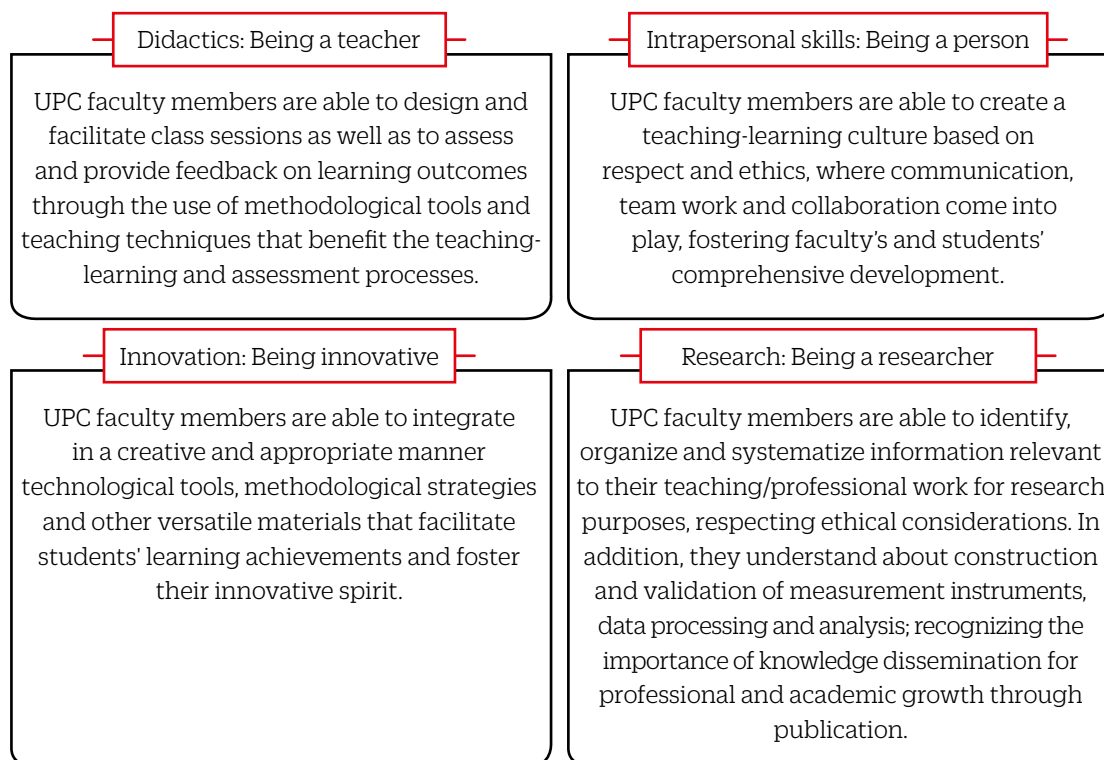 Didactics: Being a teacher
UPC faculty members are able to design and
facilitate class sessions as well as to assess
and provide feedback on learning outcomes
through the use of methodological tools and
teaching techniques that benefit the teaching-
learning and assessment processes.
Intrapersonal skills: Being a person
UPC faculty members are able to create a
teaching-learning culture based on
respect and ethics, where communication,
team work and collaboration come into
play, fostering faculty’s and students’
comprehensive development.
Innovation: Being innovative
UPC faculty members are able to integrate
in a creative and appropriate manner
technological tools, methodological strategies
and other versatile materials that facilitate
students' learning achievements and foster
their innovative spirit.
Research: Being a researcher
UPC faculty members are able to identify,
organize and systematize information relevant
to their teaching/professional work for research
purposes, respecting ethical considerations. In
addition, they understand about construction
and validation of measurement instruments,
data processing and analysis; recognizing the
importance of knowledge dissemination for
professional and academic growth through
publication.